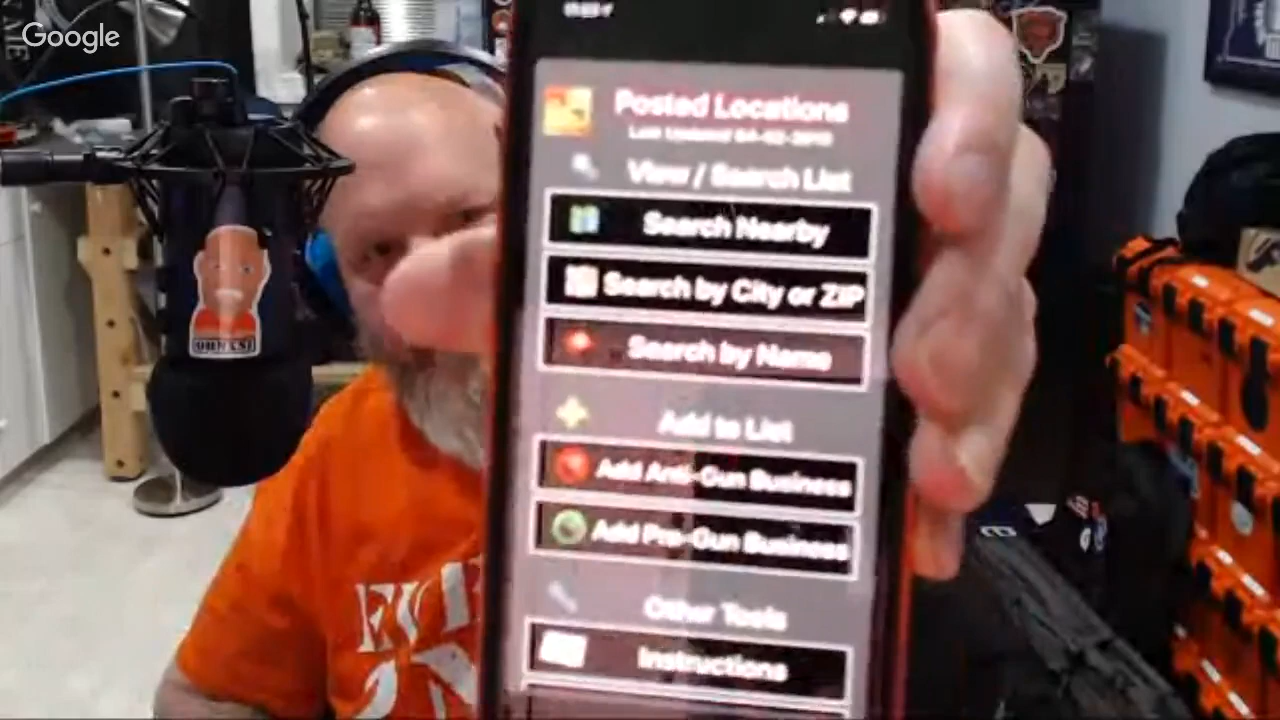 Google
Posted Locations
View / Search List
Search Nearby
Search by City or ZIP
Search by Name
Add to List
Add Anti-Gun Business
Add Pro-Gun Business
Other Tools
Instructions